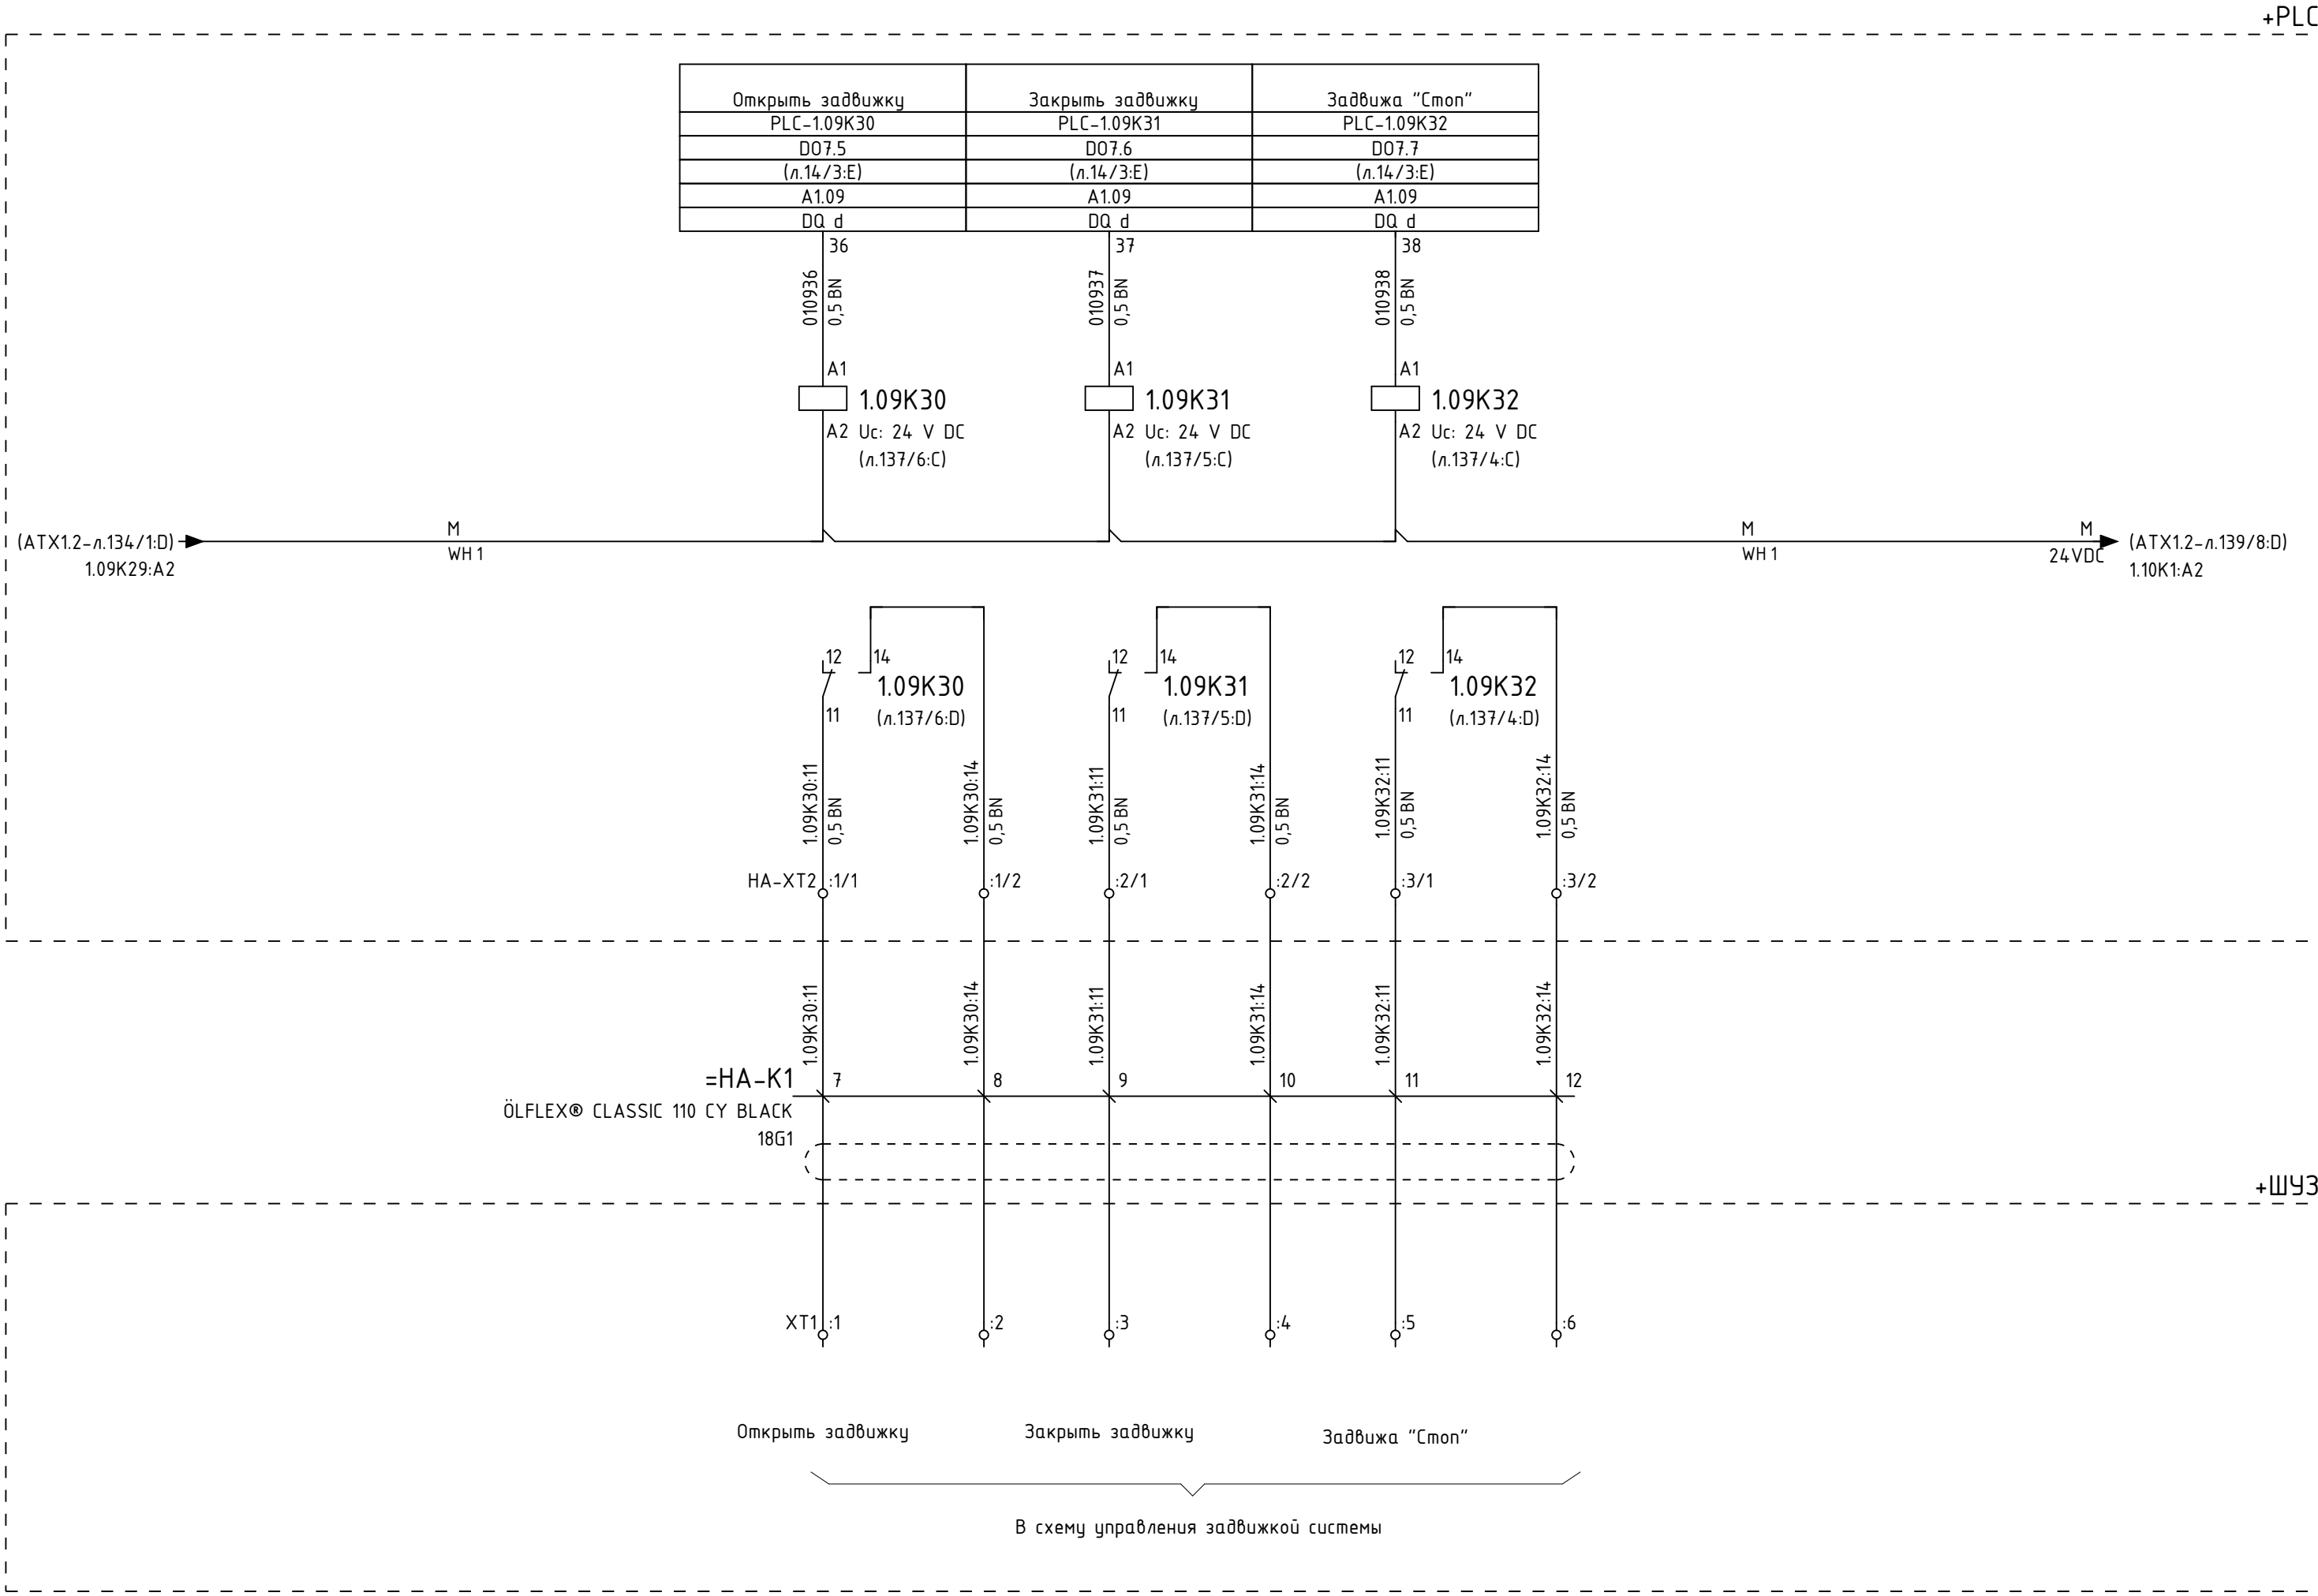 +PLC
Открыть задвижку
Закрыть задвижку
Задвижа "Стоп"
PLC-1.09K30
PLC-1.09K31
PLC-1.09K32
DO7.5
DO7.6
DO7.7
(л.14/3:E)
(л.14/3:E)
(л.14/3:E)
A1.09
A1.09
A1.09
DQ d
DQ d
DQ d
36
37
38
010936
0,5 BN
010937
0,5 BN
010938
0,5 BN
A1
A1
A1
1.09K30
1.09K31
1.09K32
A2 Uc: 24 V DC
A2 Uc: 24 V DC
A2 Uc: 24 V DC
(л.137/6:C)
(л.137/5:C)
(л.137/4:C)
M
M
M
(ATX1.2-л.134/1:D)
(ATX1.2-л.139/8:D)
WH 1
WH 1
24VDC
1.09K29:A2
1.10K1:A2
12
14
12
14
12
14
1.09K30
1.09K31
1.09K32
11
(л.137/6:D)
11
(л.137/5:D)
11
(л.137/4:D)
1.09K30:11
0,5 BN
1.09K30:14
0,5 BN
1.09K31:11
0,5 BN
1.09K31:14
0,5 BN
1.09K32:11
0,5 BN
1.09K32:14
0,5 BN
HA-XT2
:1/1
:1/2
:2/1
:2/2
:3/1
:3/2
1.09K30:11
1.09K30:14
1.09K31:11
1.09K31:14
1.09K32:11
1.09K32:14
=HA-K1
7
8
9
10
11
12
ÖLFLEX® CLASSIC 110 CY BLACK
18G1
+ШУЗ
XT1
:1
:2
:3
:4
:5
:6
Открыть задвижку
Закрыть задвижку
Задвижа "Стоп"
В схему управления задвижкой системы